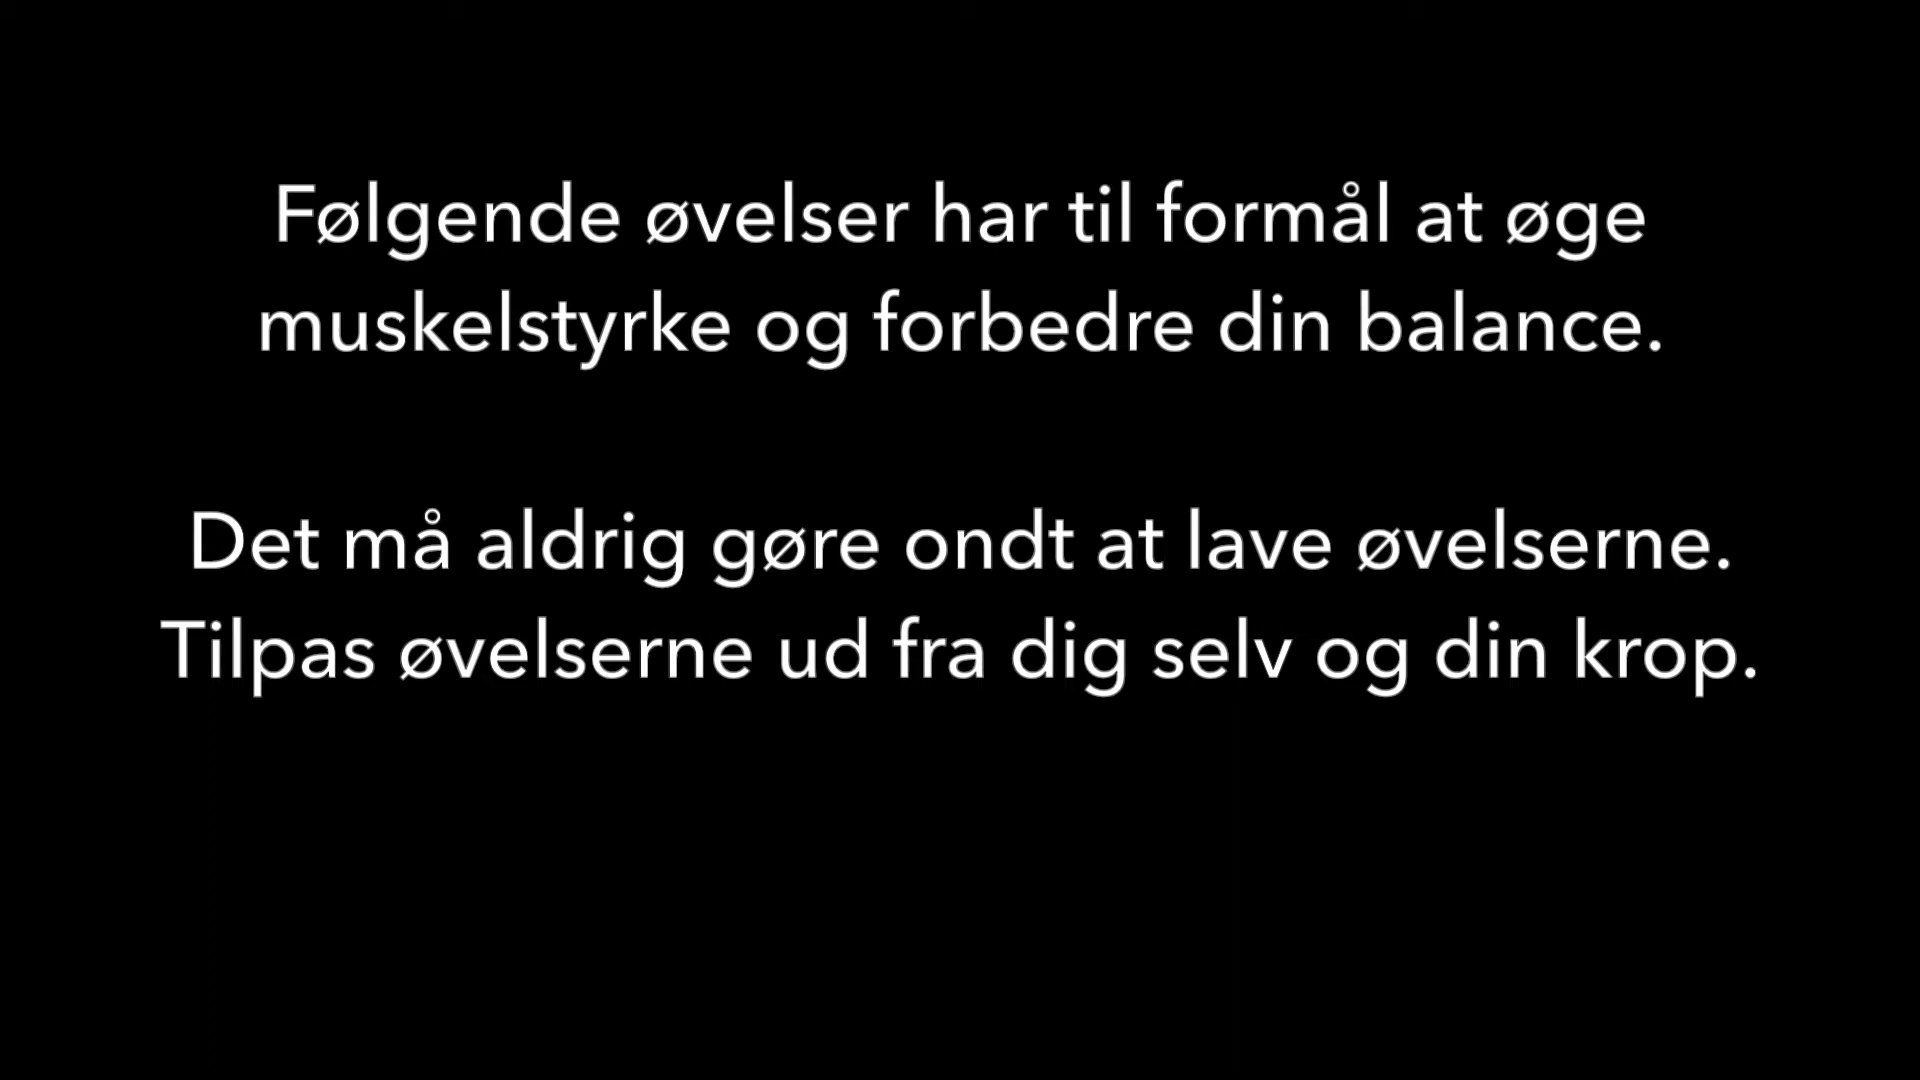 Følgende øvelser har til formål at øge
muskelstyrke og forbedre din balance.
Det må aldrig gøre ondt at lave øvelserne.
Tilpas øvelserne ud fra dig selv og din krop.